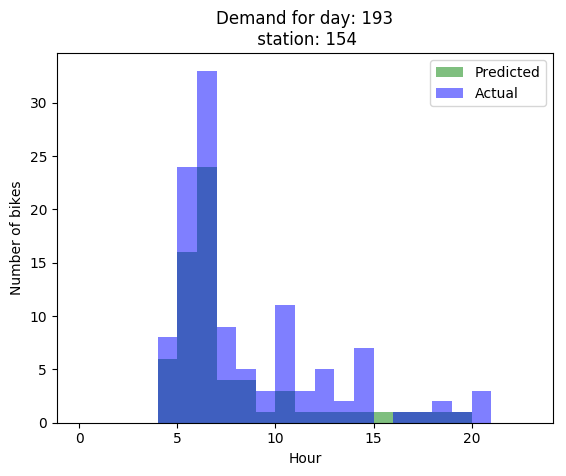 Demand for day: 193
station: 154
Predicted
Actual
Number of bikes
30
25
20
15
10
5
0
0
5
10
15
20
Hour